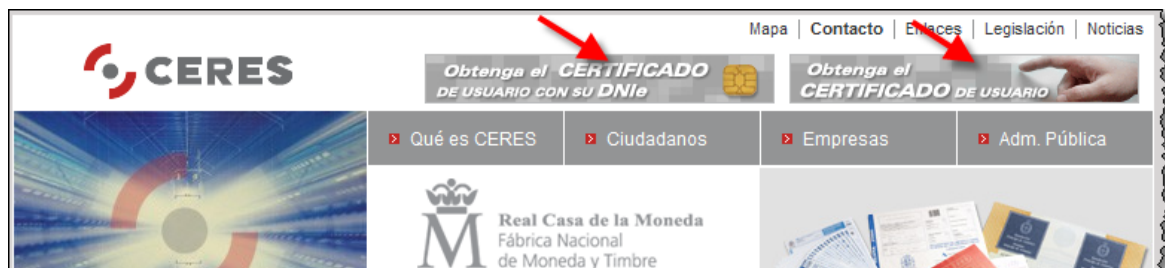 Mapa | Contacto | Enlaces | Legislación | Noticias
CERES
Obtenga el CERTIFICADO
DE USUARIO CON SU DNIe
Obtenga el
CERTIFICADO DE USUARIO
Qué es CERES
Ciudadanos
Empresas
Adm. Pública
M
Real Casa de la Moneda
Fábrica Nacional
de Moneda y Timbre